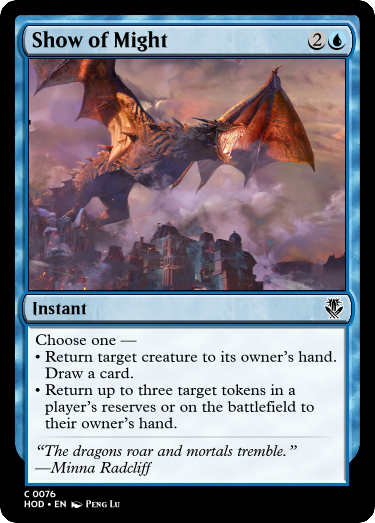 Show of Might 2
Instant
Choose one —
• Return target creature to its owner's hand.
Draw a card.
• Return up to three target tokens in a
player's reserves or on the battlefield to
their owner's hand.
"The dragons roar and mortals tremble."
—Minna Radcliff
C 0076
HOD • EN Peng Lu